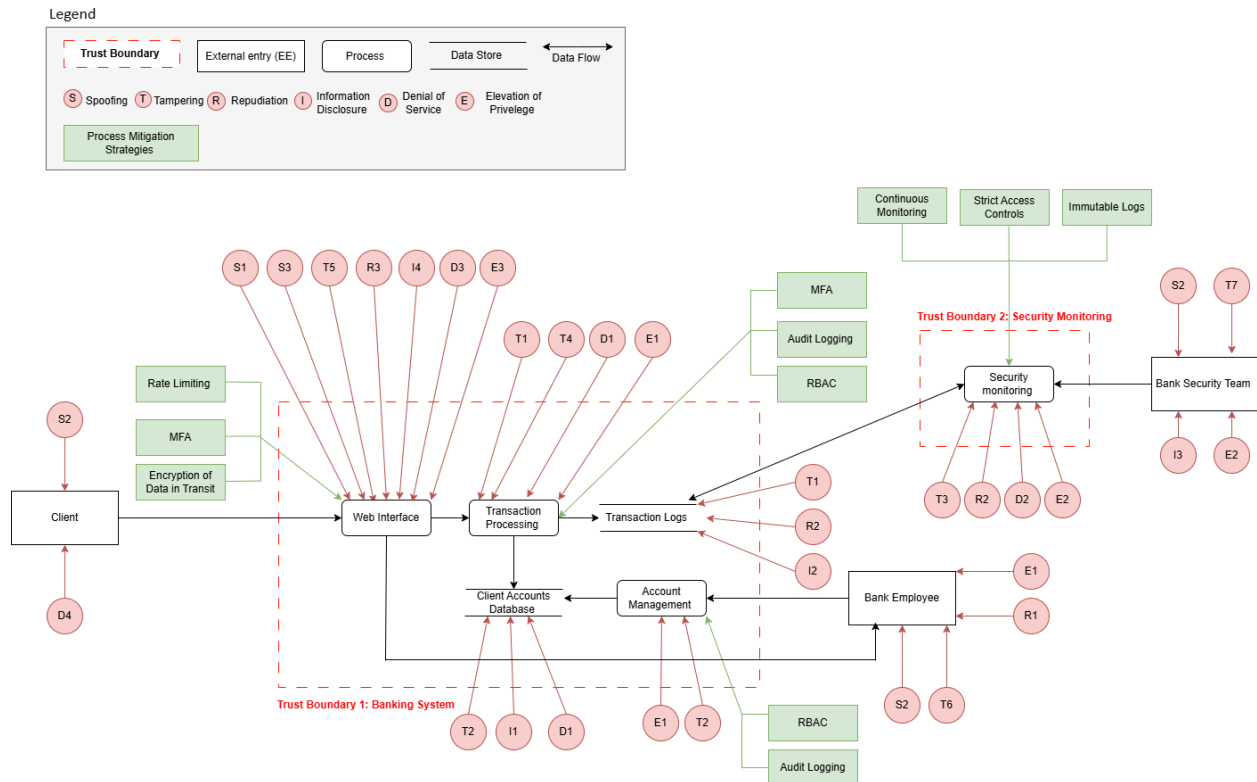 Legend
Trust Boundary
External entry (EE)
Process
Data Store
Data Flow
S
Spoofing
T
Tampering
R
Repudiation
I
Information
Disclosure
D
Denial of
Service
E
Elevation of
Privelege
Process Mitigation
Strategies
Continuous
Monitoring
Strict Access
Controls
Immutable Logs
S1
S3
T5
R3
I4
D3
E3
MFA
Audit Logging
RBAC
S2
T7
Trust Boundary 2: Security Monitoring
T1
T4
D1
E1
Rate Limiting
MFA
Encryption of
Data in Transit
S2
Security
monitoring
Bank Security Team
I3
E2
T3
R2
D2
E2
Client
Web Interface
Transaction
Processing
Transaction Logs
T1
R2
I2
D4
Client Accounts
Database
Account
Management
Bank Employee
E1
R1
Trust Boundary 1: Banking System
T2
I1
D1
E1
T2
S2
T6
RBAC
Audit Logging